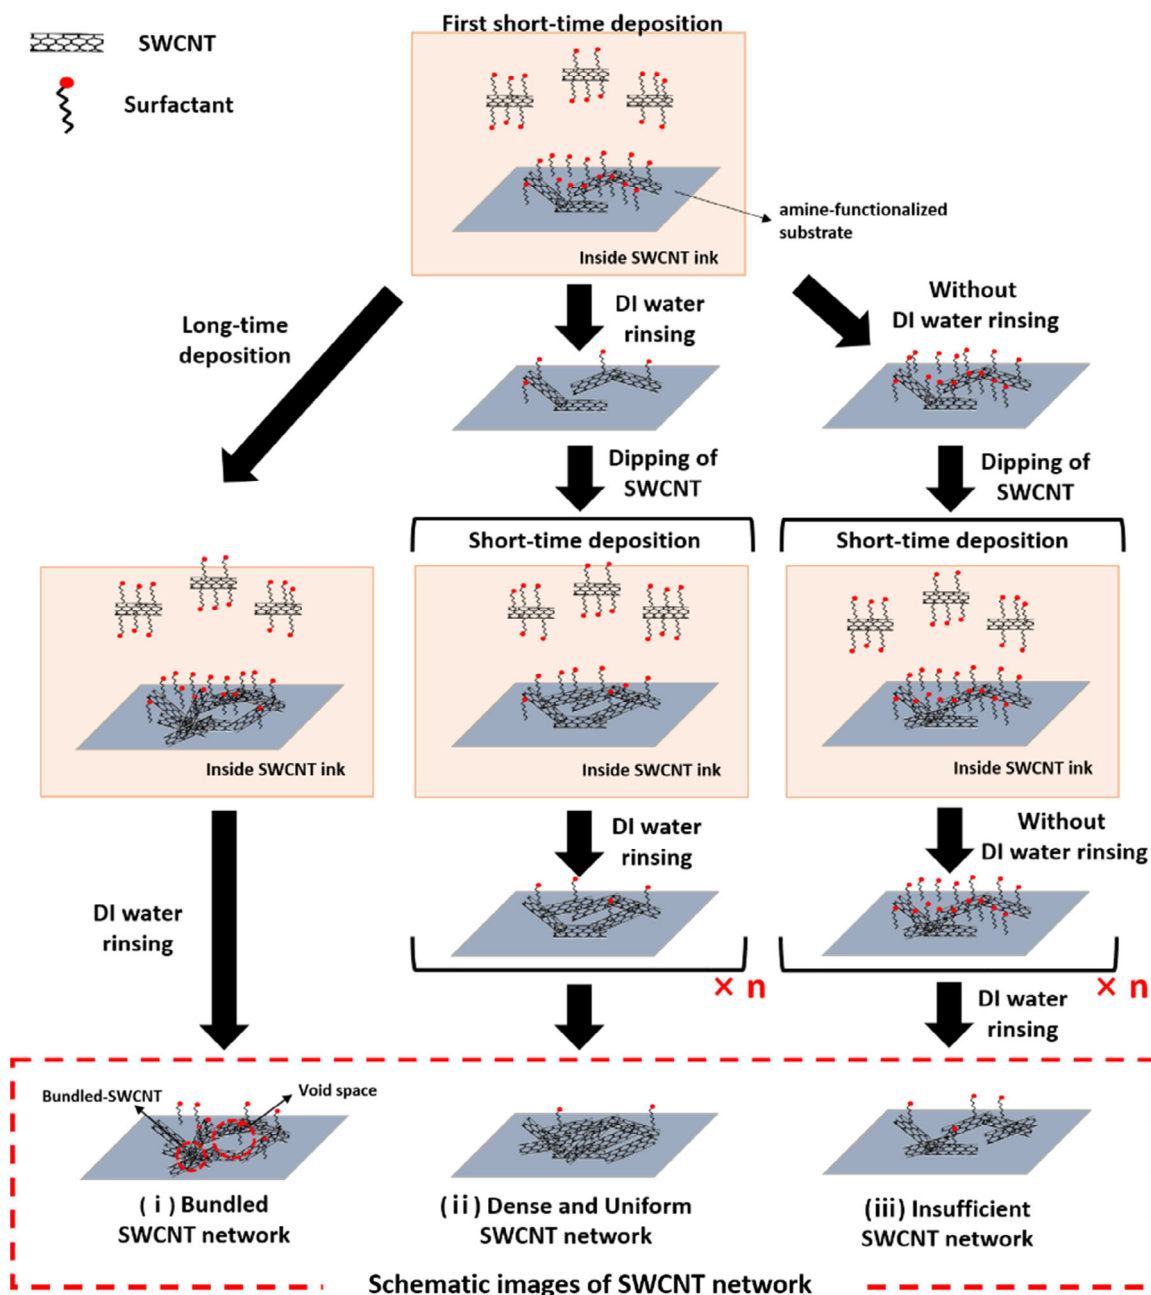 First short-time deposition
SWCNT
Surfactant
amine-functionalized
substrate
Inside SWCNT ink
Long-time
deposition
DI water
rinsing
Without
DI water rinsing
Dipping of
SWCNT
Dipping of
SWCNT
Short-time deposition
Short-time deposition
Inside SWCNT ink
Inside SWCNT ink
Inside SWCNT ink
DI water
rinsing
DI water
rinsing
Without
DI water rinsing
× n
× n
DI water
rinsing
Bundled-SWCNT
Void space
( i ) Bundled
SWCNT network
(ii) Dense and Uniform
SWCNT network
(iii) Insufficient
SWCNT network
Schematic images of SWCNT network